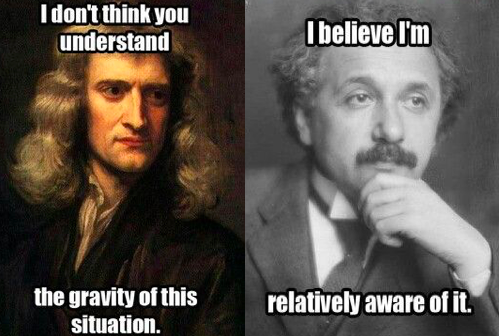 I don't think you
understand
the gravity of this
situation.
I believe I'm
relatively aware of it.